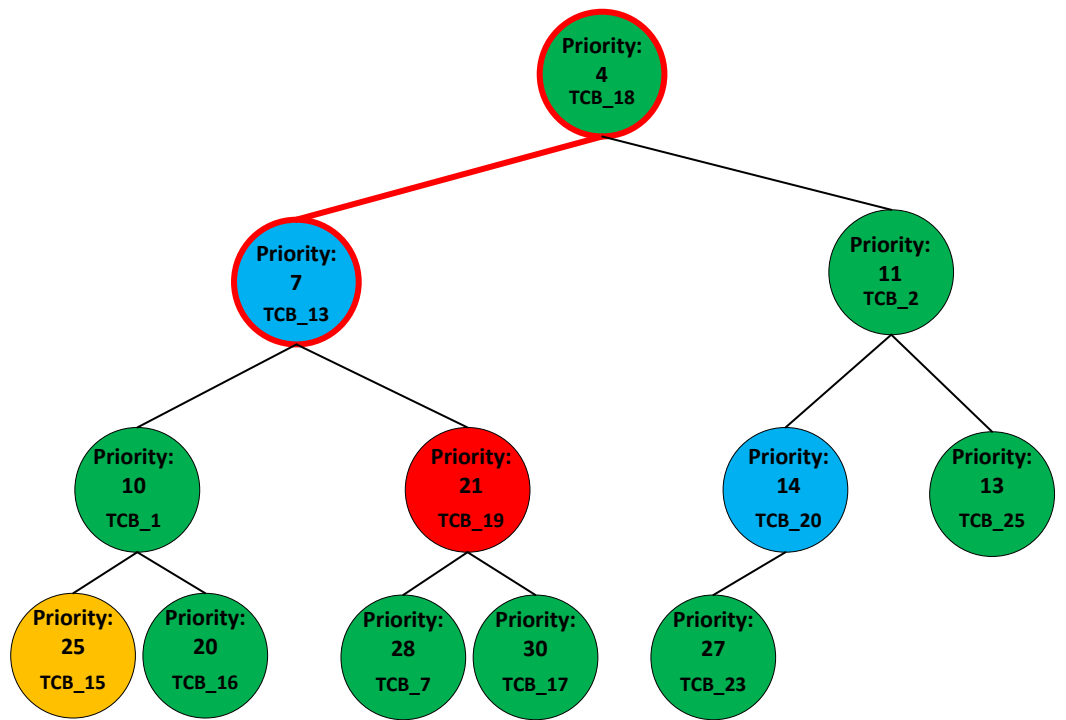 Priority:
4
TCB_18
Priority:
7
TCB_13
Priority:
11
TCB_2
Priority:
10
TCB_1
Priority:
21
TCB_19
Priority:
14
TCB_20
Priority:
13
TCB_25
Priority:
25
TCB_15
Priority:
20
TCB_16
Priority:
28
TCB_7
Priority:
30
TCB_17
Priority:
27
TCB_23